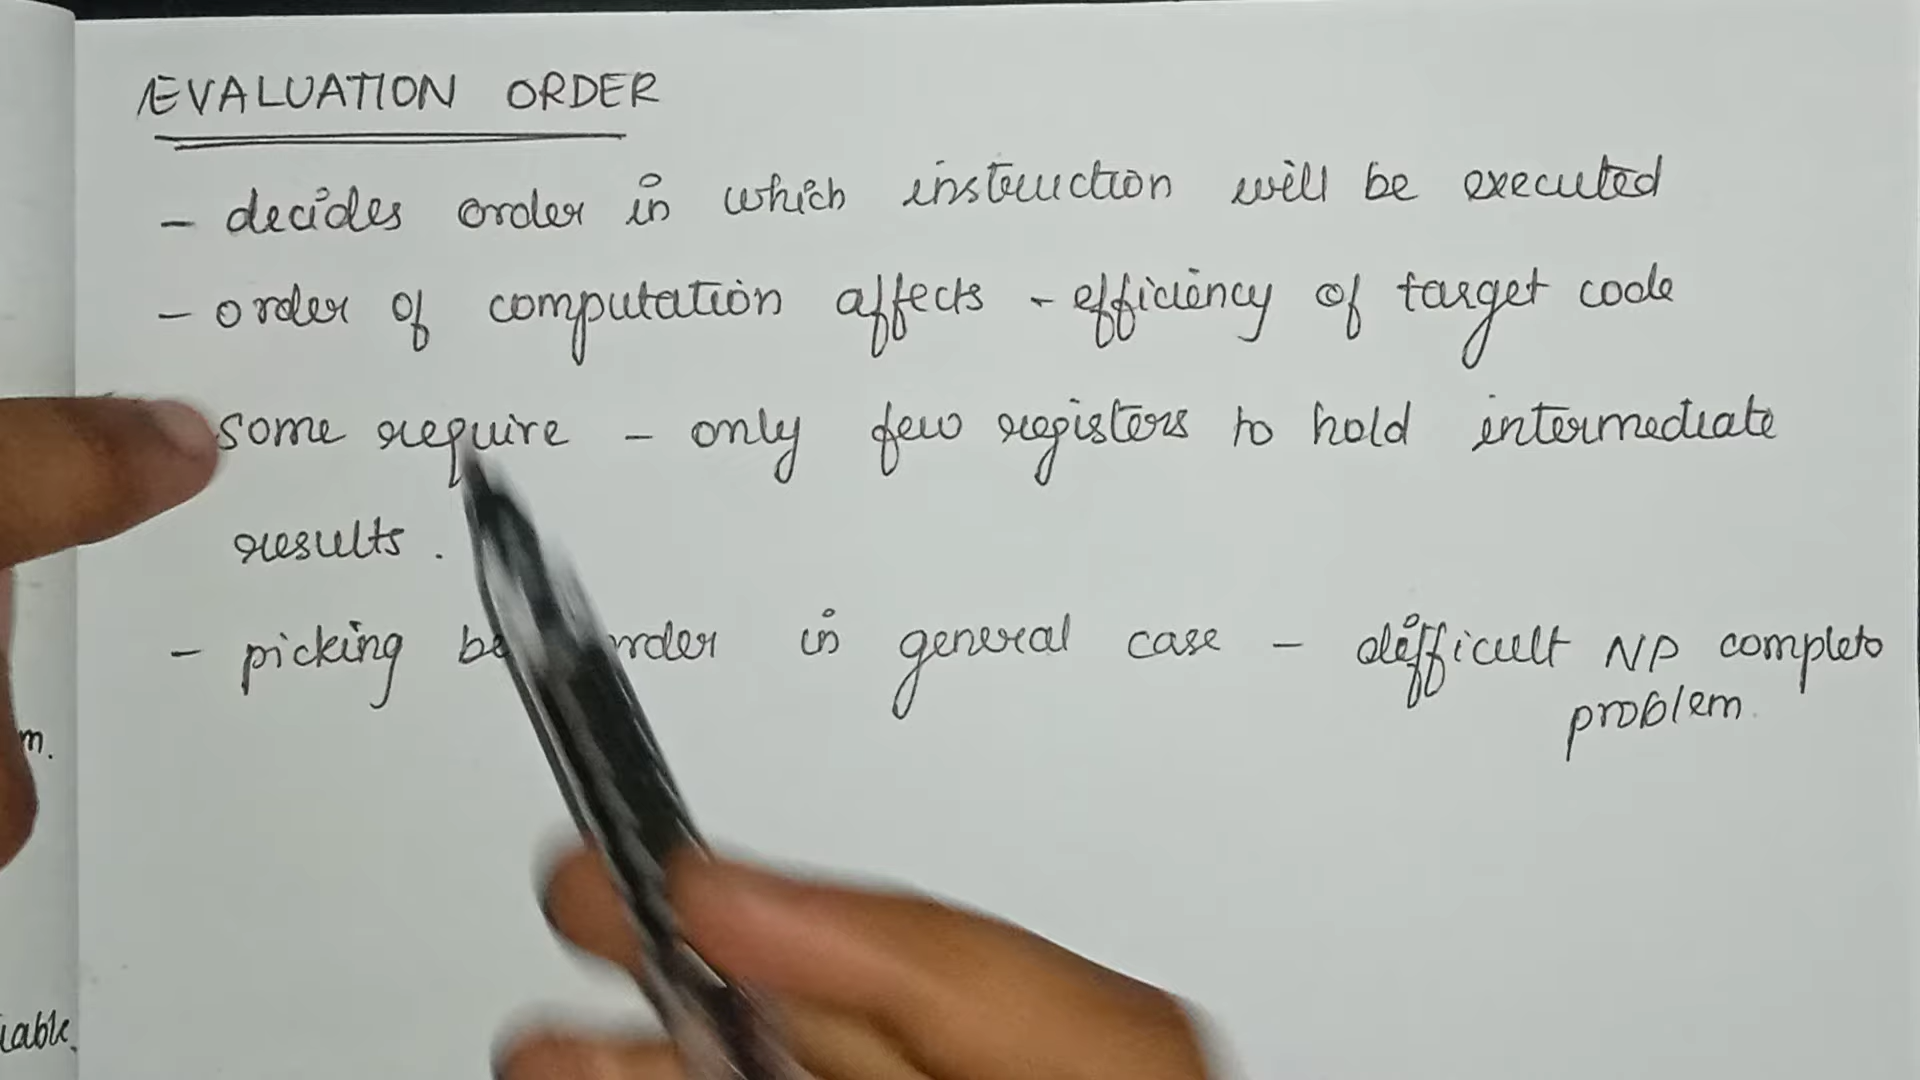 EVALUATION ORDER
- decides order in which instruction will be executed
- order of computation affects - efficiency of target code
some require - only few registers to hold intermediate
results.
- picking order in general case - difficult NP complete
problem.
m.
iable.